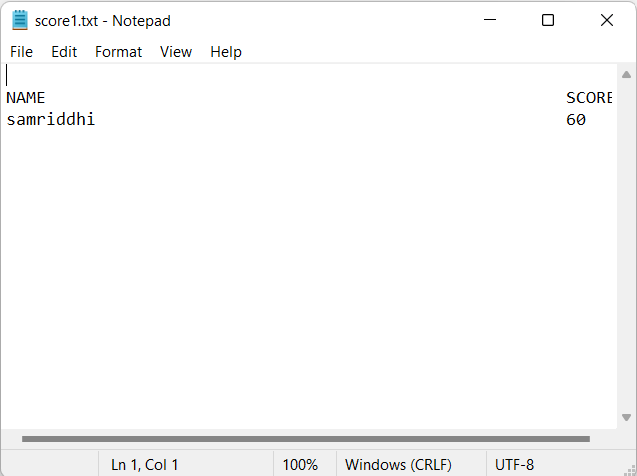 score1.txt - Notepad
File Edit Format View Help
NAME SCORE
samriddhi 60
Ln 1, Col 1 100% Windows (CRLF) UTF-8